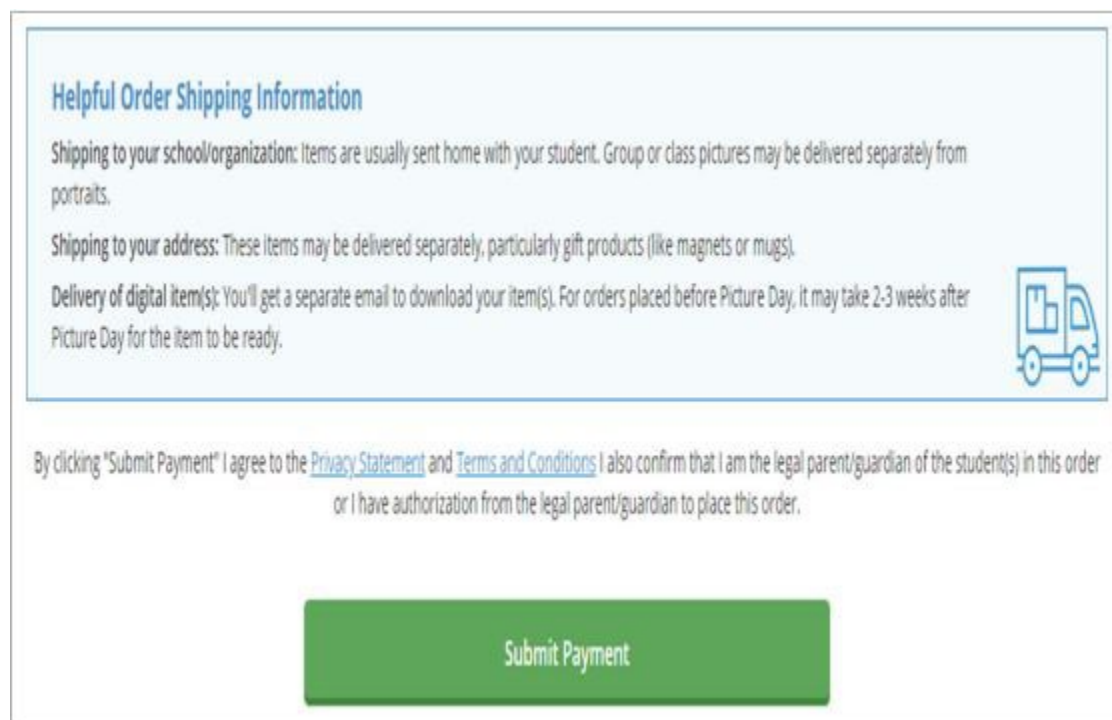 Helpful Order Shipping Information
Shipping to your school/organization: Items are usually sent home with your student. Group or class pictures may be delivered separately from
portraits.
Shipping to your address: These items may be delivered separately, particularly gift products (like magnets or mugs).
Delivery of digital item(s): You'll get a separate email to download your item(s). For orders placed before Picture Day, it may take 2-3 weeks after
Picture Day for the item to be ready.
By clicking "Submit Payment" I agree to the Privacy Statement and Terms and Conditions I also confirm that I am the legal parent/guardian of the student(s) in this order
or I have authorization from the legal parent/guardian to place this order.
Submit Payment